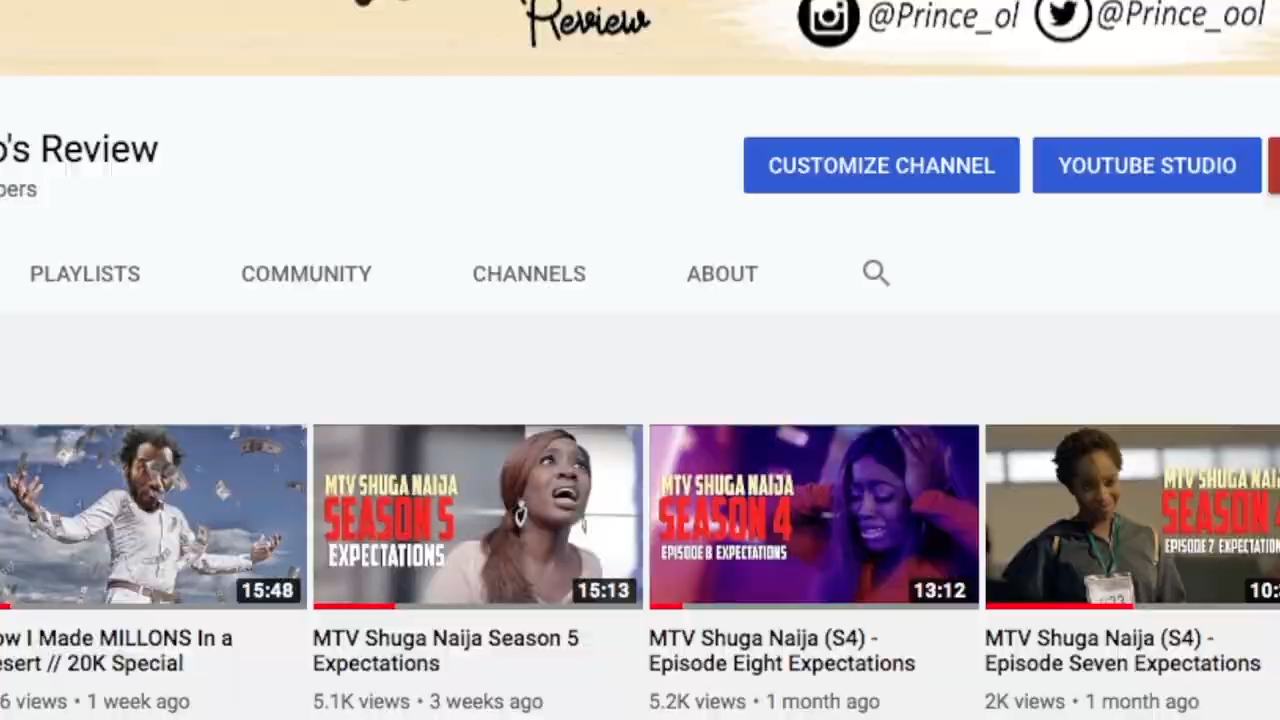 Review
@Prince_ol
@Prince_ool
's Review
CUSTOMIZE CHANNEL
YOUTUBE STUDIO
PLAYLISTS
COMMUNITY
CHANNELS
ABOUT
MTV SHUGA NAIJA
SEASON 5
EXPECTATIONS
MTV SHUGA NAIJA
SEASON 4
EPISODE 8 EXPECTATIONS
MTV SHUGA
SEASON
EPISODE 7
15:48
15:13
13:12
I Made MILLONS In a
// 20K Special
views • 1 week ago
MTV Shuga Naija Season 5
Expectations
5.1K views • 3 weeks ago
MTV Shuga Naija (S4) -
Episode Eight Expectations
5.2K views • 1 month ago
MTV Shuga Naija (S4) -
Episode Seven Expectations
2K views • 1 month ago